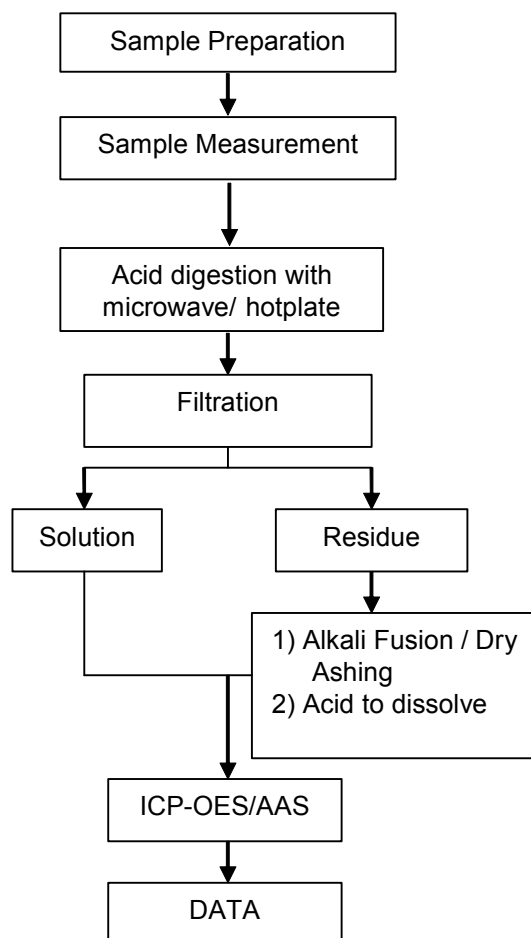 Sample Preparation
Sample Measurement
Acid digestion with
microwave/ hotplate
Filtration
Solution
Residue
1) Alkali Fusion / Dry
Ashing
2) Acid to dissolve
ICP-OES/AAS
DATA